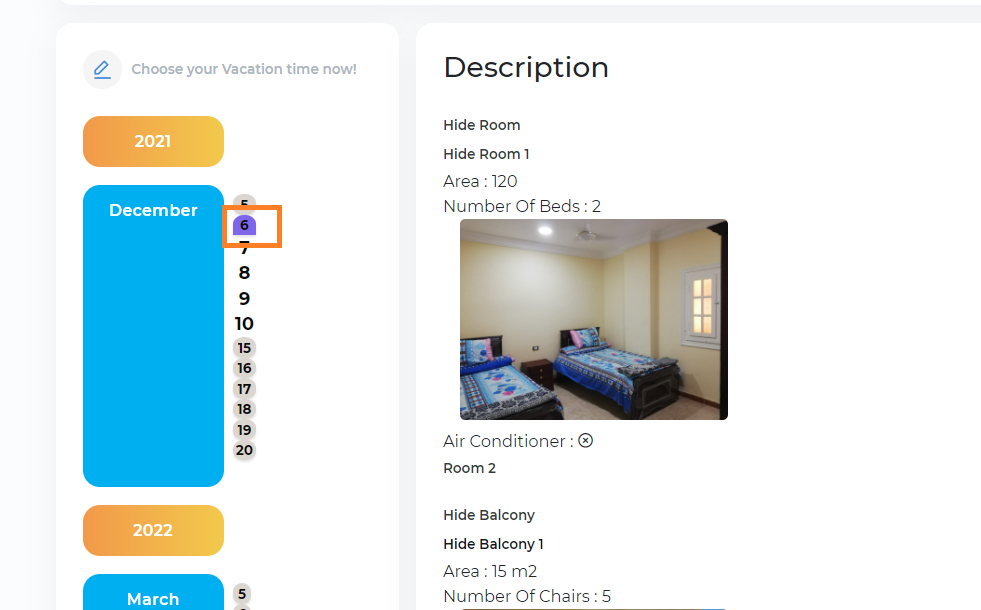 Choose your Vacation time now!
2021
December
5
6
7
8
9
10
15
16
17
18
19
20
2022
March
5
Description
Hide Room
Hide Room 1
Area : 120
Number Of Beds : 2
Air Conditioner :
Room 2
Hide Balcony
Hide Balcony 1
Area : 15 m2
Number Of Chairs : 5